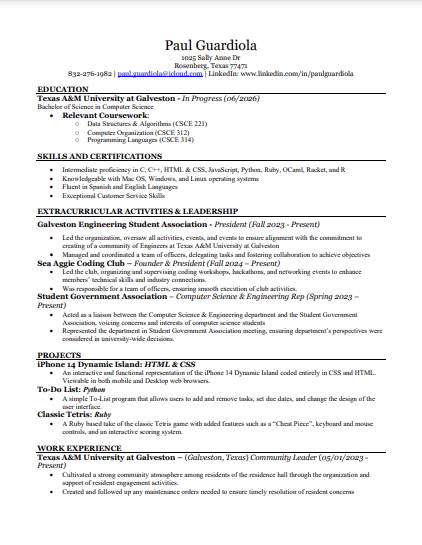 Paul Guardiola
1025 Sally Anne Dr
Rosenberg, Texas 77471
832-276-1982 | paul.guardiola@icloud.com | LinkedIn: www.linkedin.com/in/paulguardiola
EDUCATION
Texas A&M University at Galveston - In Progress (06/2026)
Bachelor of Science in Computer Science
• Relevant Coursework:
o Data Structures & Algorithms (CSCE 221)
o Computer Organization (CSCE 312)
o Programming Languages (CSCE 314)
SKILLS AND CERTIFICATIONS
• Intermediate proficiency in C, C++, HTML & CSS, JavaScript, Python, Ruby, OCaml, Racket, and R
• Knowledgeable with Mac OS, Windows, and Linux operating systems
• Fluent in Spanish and English Languages
• Exceptional Customer Service Skills
EXTRACURRICULAR ACTIVITIES & LEADERSHIP
Galveston Engineering Student Association - President (Fall 2023 - Present)
• Led the organization, oversaw all activities, events, and events to ensure alignment with the commitment to
creating of a community of Engineers at Texas A&M University at Galveston
• Managed and coordinated a team of officers, delegating tasks and fostering collaboration to achieve objectives
Sea Aggie Coding Club – Founder & President (Fall 2024 – Present)
• Led the club, organizing and supervising coding workshops, hackathons, and networking events to enhance
members' technical skills and industry connections.
• Was responsible for a team of officers, ensuring smooth execution of club activities.
Student Government Association – Computer Science & Engineering Rep (Spring 2023 –
Present)
• Acted as a liaison between the Computer Science & Engineering department and the Student Government
Association, voicing concerns and interests of computer science students
• Represented the department in Student Government Association meeting, ensuring department's perspectives were
considered in university-wide decisions.
PROJECTS
iPhone 14 Dynamic Island: HTML & CSS
• An interactive and functional representation of the iPhone 14 Dynamic Island coded entirely in CSS and HTML.
Viewable in both mobile and Desktop web browsers.
To-Do List: Python
• A simple To-List program that allows users to add and remove tasks, set due dates, and change the design of the
user interface.
Classic Tetris: Ruby
• A Ruby based take of the classic Tetris game with added features such as a "Cheat Piece", keyboard and mouse
controls, and an interactive scoring system.
WORK EXPERIENCE
Texas A&M University at Galveston – (Galveston, Texas) Community Leader (05/01/2023 -
Present)
• Cultivated a strong community atmosphere among residents of the residence hall through the organization and
support of resident engagement activities.
• Created and followed up any maintenance orders needed to ensure timely resolution of resident concerns